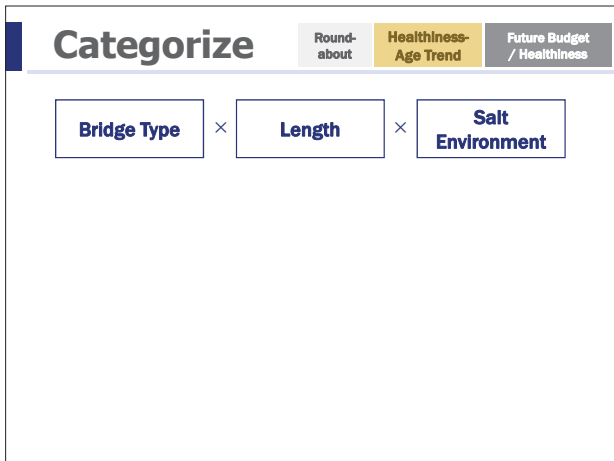 Categorize
Round-
about
Healthiness-
Age Trend
Future Budget
/ Healthiness
Bridge Type × Length × Salt
Environment